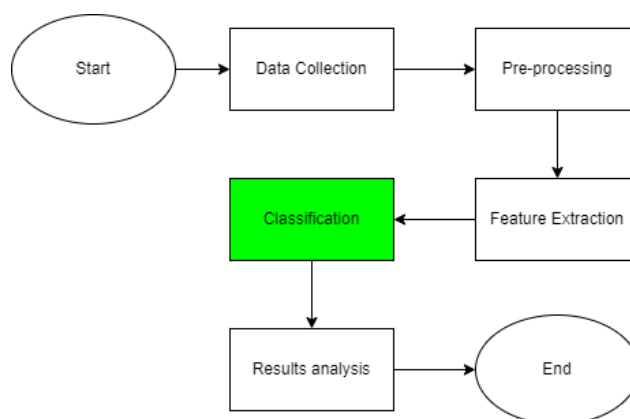 Start
Data Collection
Pre-processing
Feature Extraction
Classification
Results analysis
End